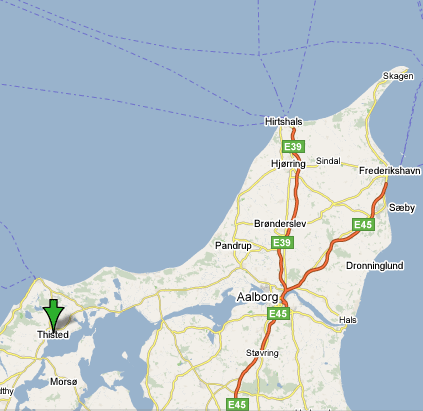 Skagen
Hirtshals
E39
Hjørring
Sindal
Frederikshavn
Sæby
Brønderslev
E45
Pandrup
E39
Dronninglund
Aalborg
E45
Hals
Thisted
Støvring
Morsø
dthy
E45